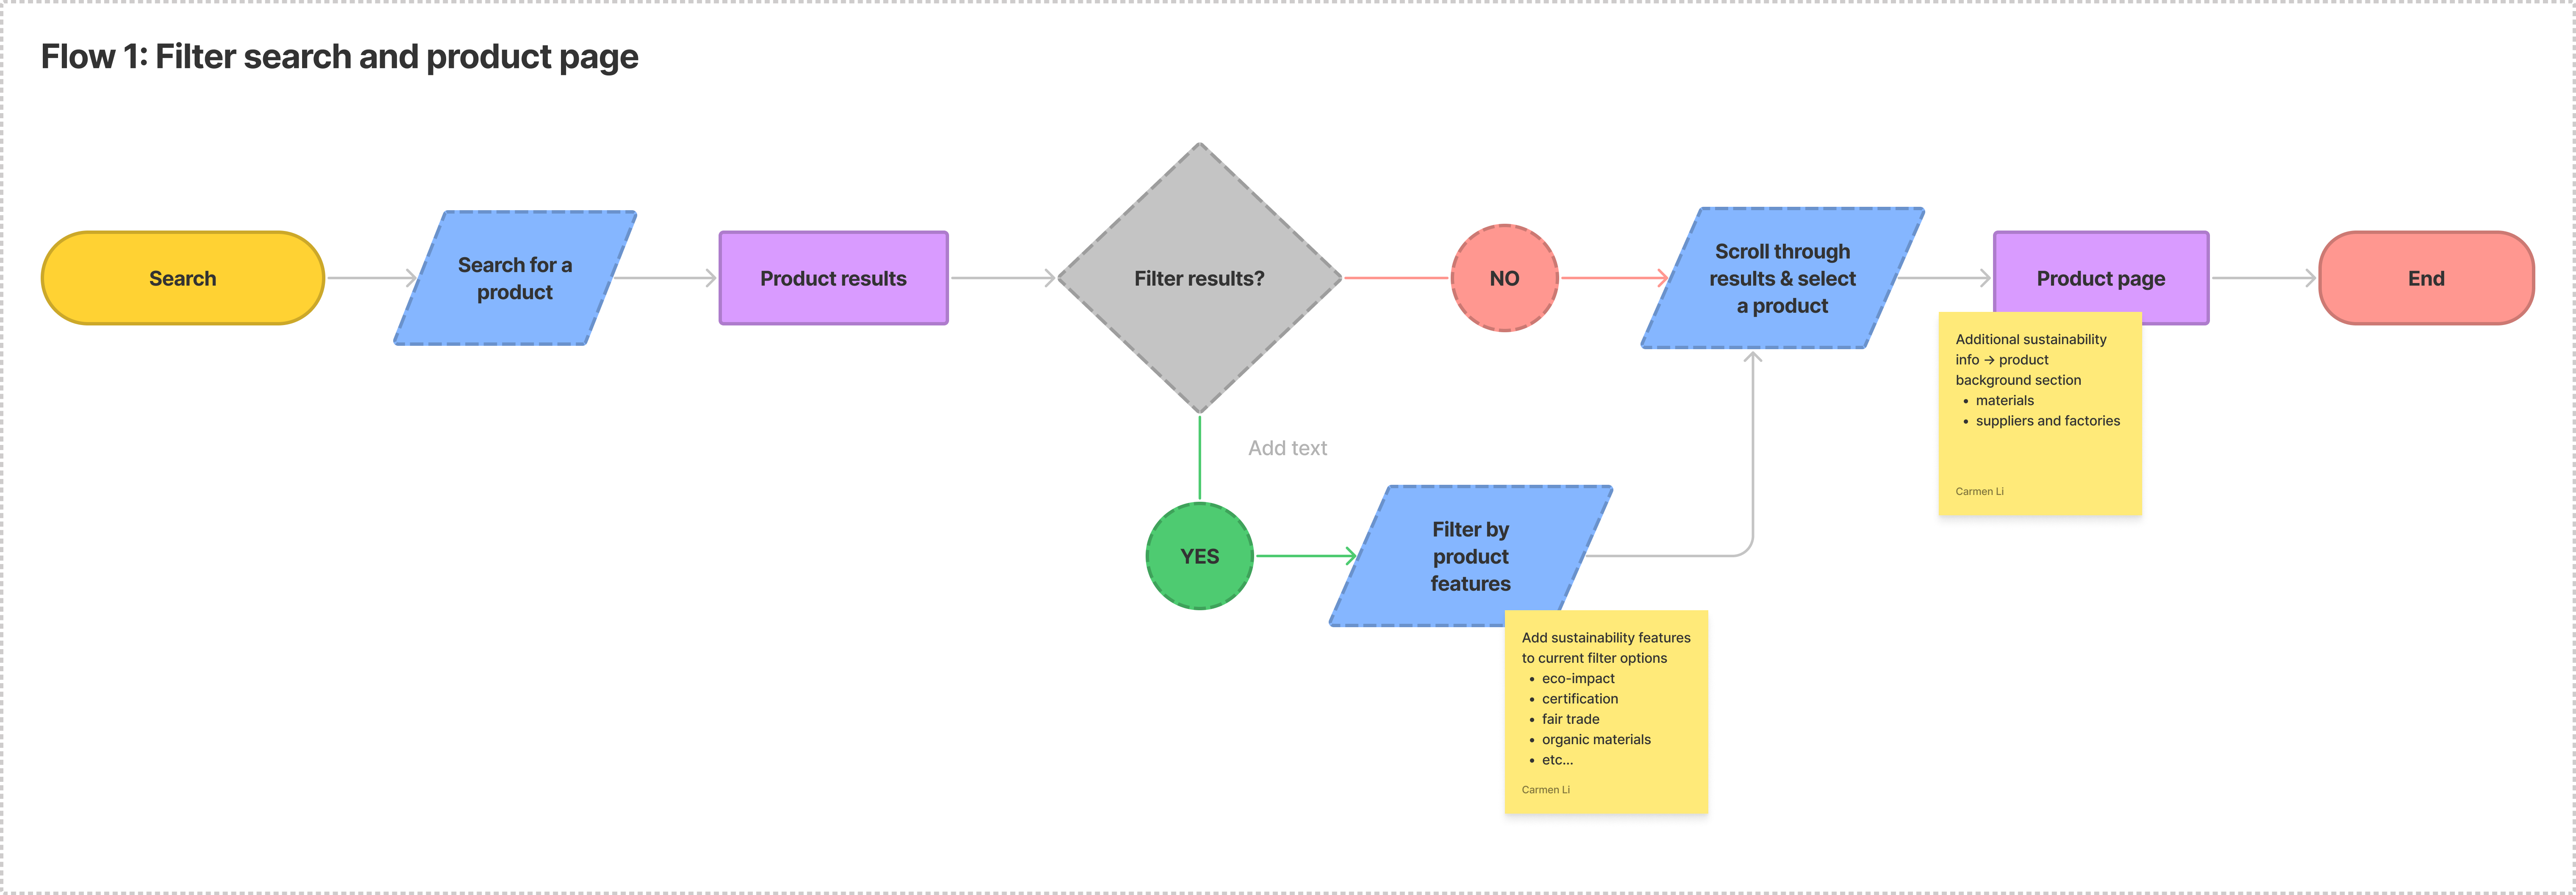 Flow 1: Filter search and product page
Search
Search for a
product
Product results
Filter results?
NO
Scroll through
results & select
a product
Product page
End
Additional sustainability
info → product
background section
• materials
• suppliers and factories
Carmen Li
Add text
YES
Filter by
product
features
Add sustainability features
to current filter options
• eco-impact
• certification
• fair trade
• organic materials
• etc...
Carmen Li